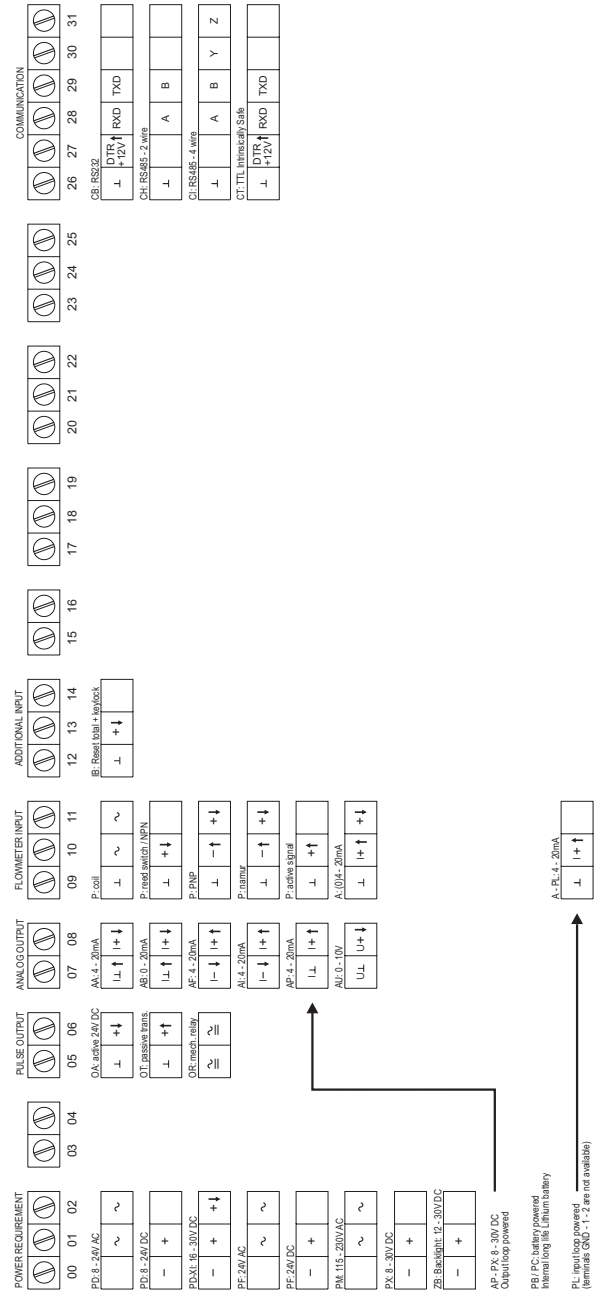 POWER REQUIREMENT
00 01 02
PD: 8 - 24V AC
~ ~
PD: 8 - 24V DC
– +
PD-XI: 16 - 30V DC
– + +
PF: 24V AC
~ ~
PF: 24V DC
– +
PM: 115 - 230V AC
~ ~
PX: 8 - 30V DC
– +
ZB: Backlight: 12 - 30V DC
– +
AP - PX: 8 - 30V DC
Output loop powered
PB / PC: battery powered
Internal long life Lithium battery
PL: input loop powered
(terminals GND - 1 - 2 are not available)
03 04
PULSE OUTPUT
05 06
OA: active 24V DC
⊥ +↓
OT: passive trans.
⊥ +↑
OR: mech. relay
ANALOG OUTPUT
07 08
AA: 4 - 20mA
I⊥↑ I+↓
AB: 0 - 20mA
I⊥↑ I+↓
AF: 4 - 20mA
I–↓ I+↑
AI: 4 - 20mA
I–↓ I+↑
AP: 4 - 20mA
I⊥ I+↑
AU: 0 - 10V
U⊥ U+↓
FLOWMETER INPUT
09 10 11
P: coil
⊥ ~ ~
P: reed switch / NPN
⊥ +↓
P: PNP
⊥ –↑ +↓
P: namur
⊥ –↑ +↓
P: active signal
⊥ +↑
A: (0)4 - 20mA
⊥ I+↑ +↓
A - PL: 4 - 20mA
⊥ I+↑
ADDITIONAL INPUT
12 13 14
IB: Reset total + keylock
⊥ +↓
15 16
17 18 19
20 21 22
23 24 25
COMMUNICATION
26 27 28 29 30 31
CB: RS232
⊥ DTR +12V↑ RXD TXD
CH: RS485 - 2 wire
⊥ A B
CI: RS485 - 4 wire
⊥ A B Y Z
CT: TTL Intrinsically Safe
⊥ DTR +12V↑ RXD TXD